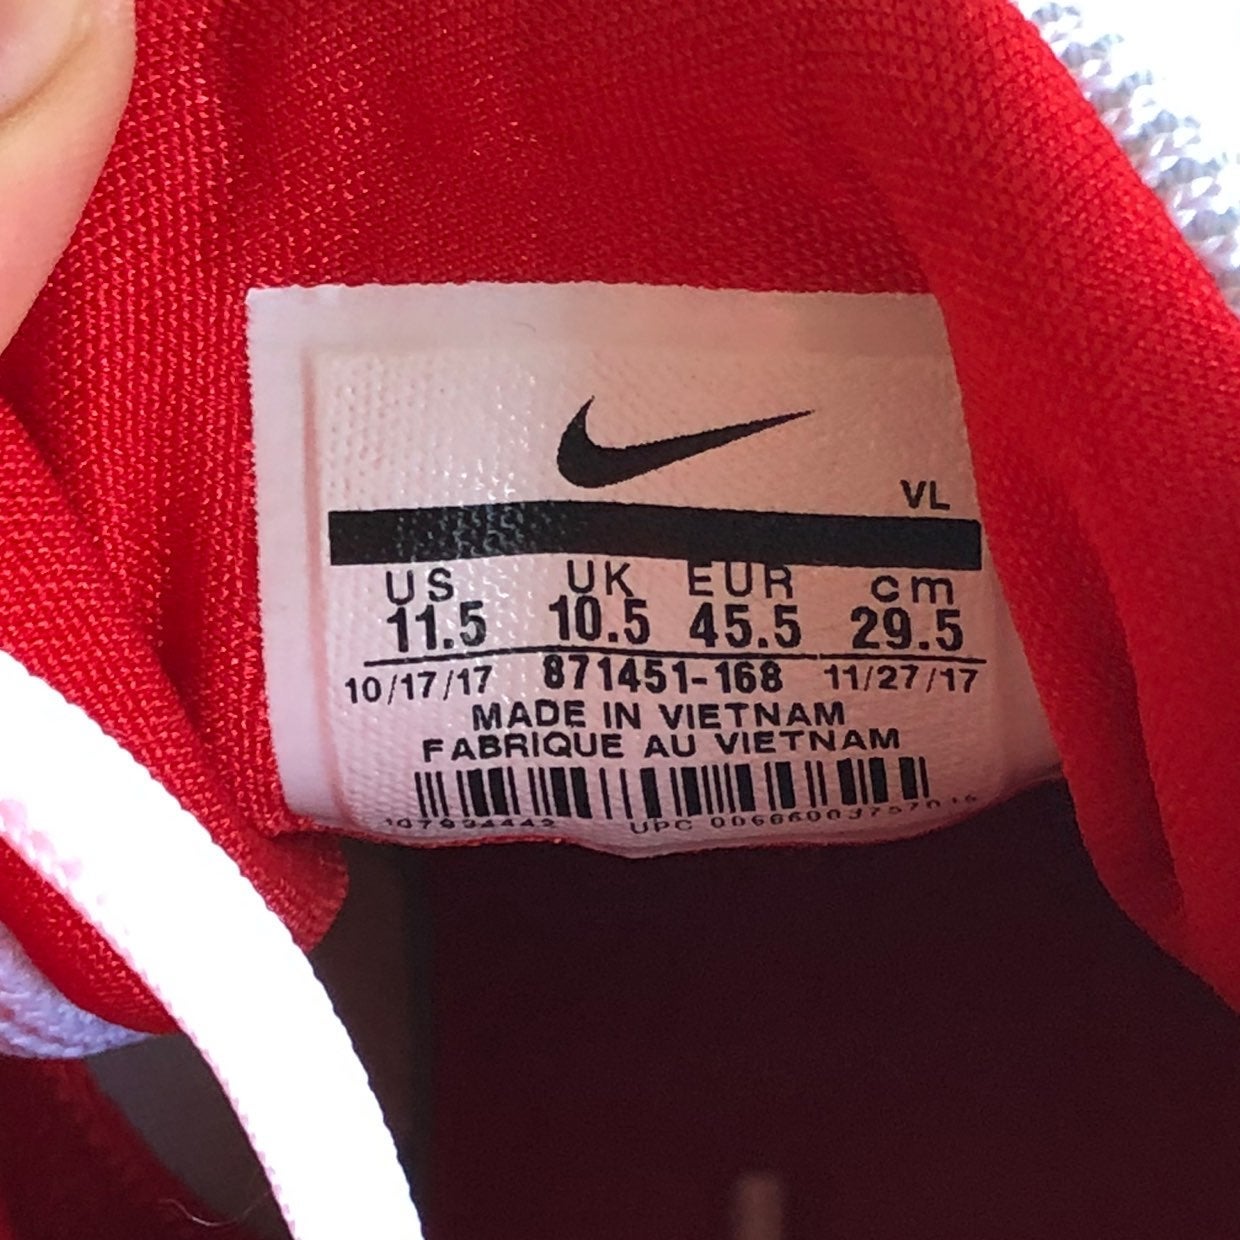 VL
US UK EUR cm
11.5 10.5 45.5 29.5
10/17/17 871451-168 11/27/17
MADE IN VIETNAM
FABRIQUE AU VIETNAM
UPC